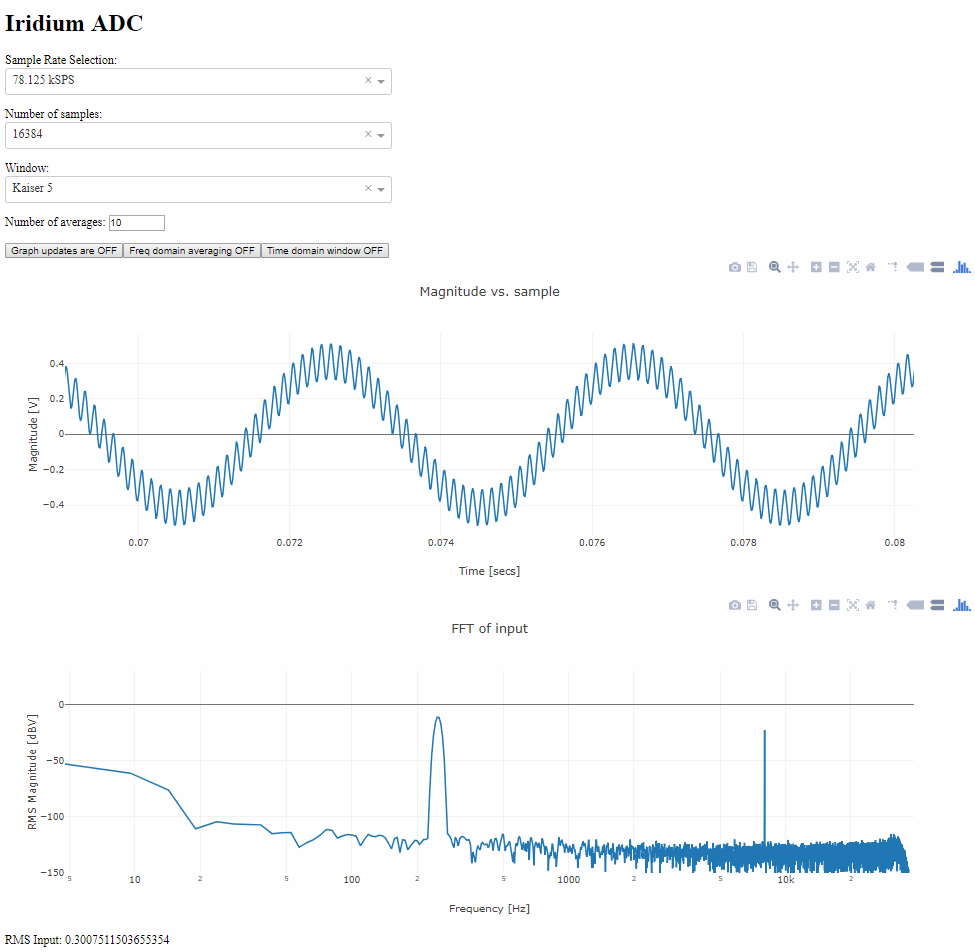 Iridium ADC
Sample Rate Selection:
78.125 kSPS
Number of samples:
16384
Window:
Kaiser 5
Number of averages: 10
Graph updates are OFF Freq domain averaging OFF Time domain window OFF
Magnitude vs. sample
0.4
0.2
0
−0.2
−0.4
Magnitude [V]
0.07 0.072 0.074 0.076 0.078 0.08
Time [secs]
FFT of input
0
−50
−100
−150
RMS Magnitude [dBV]
5 10 2 5 100 2 5 1000 2 5 10k 2
Frequency [Hz]
RMS Input: 0.3007511503655354